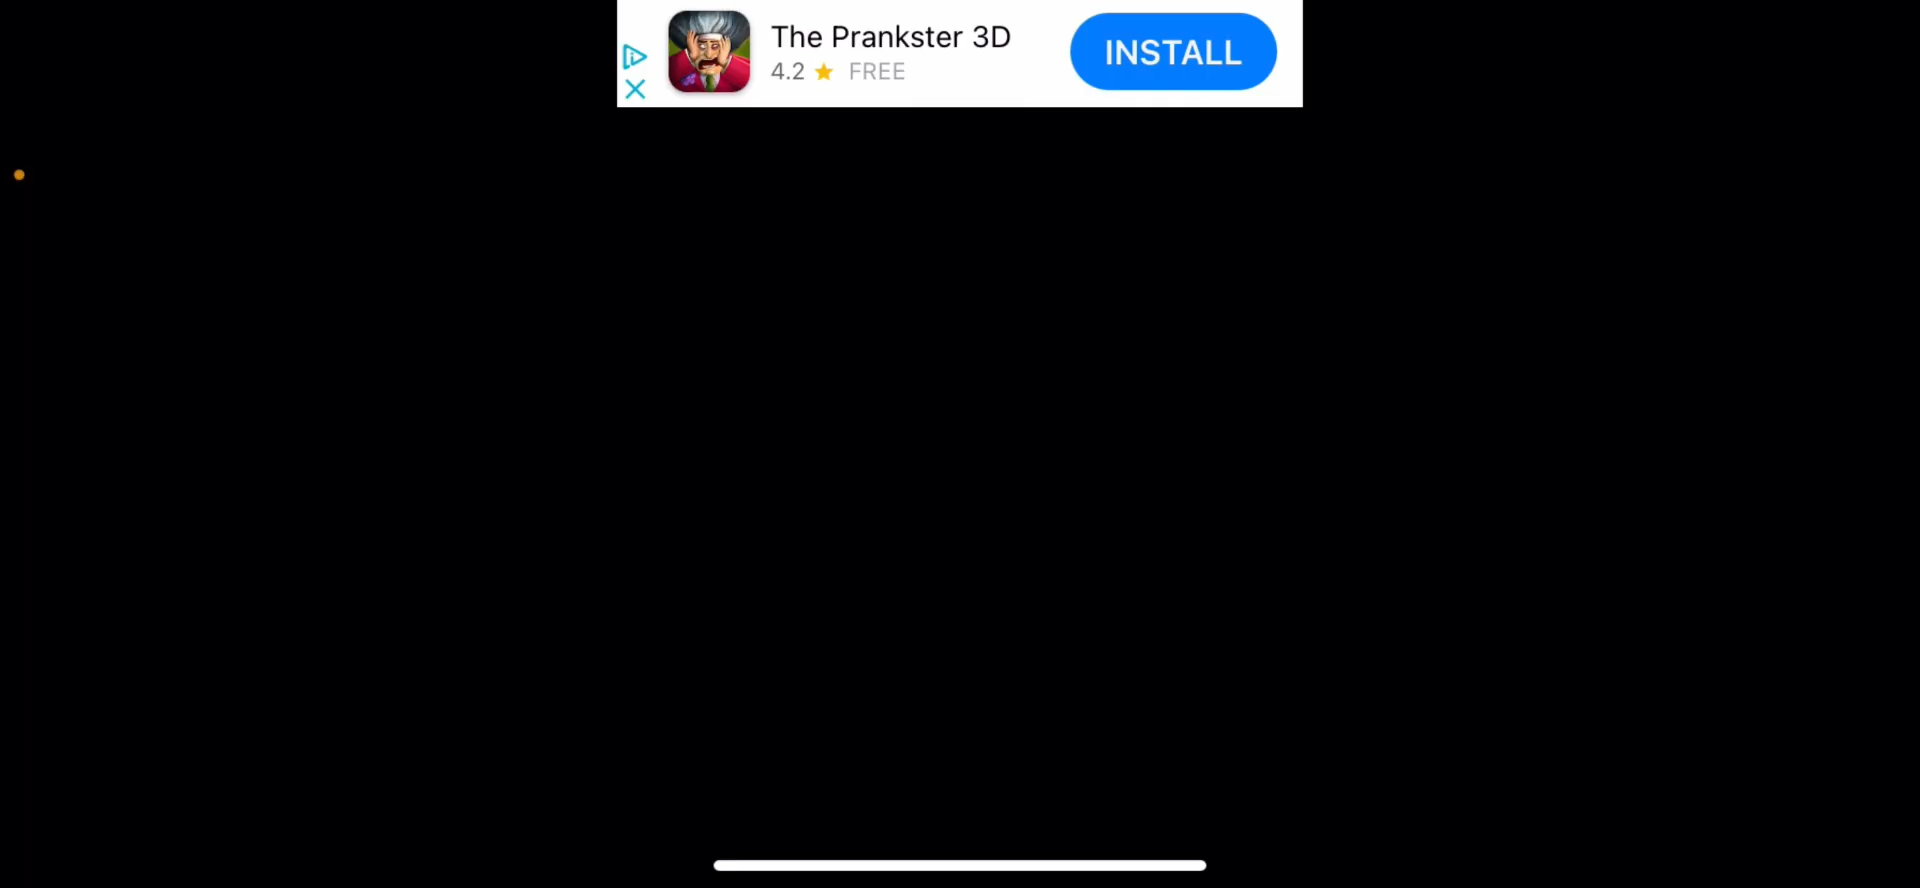 The Prankster 3D
4.2 ★ FREE
INSTALL